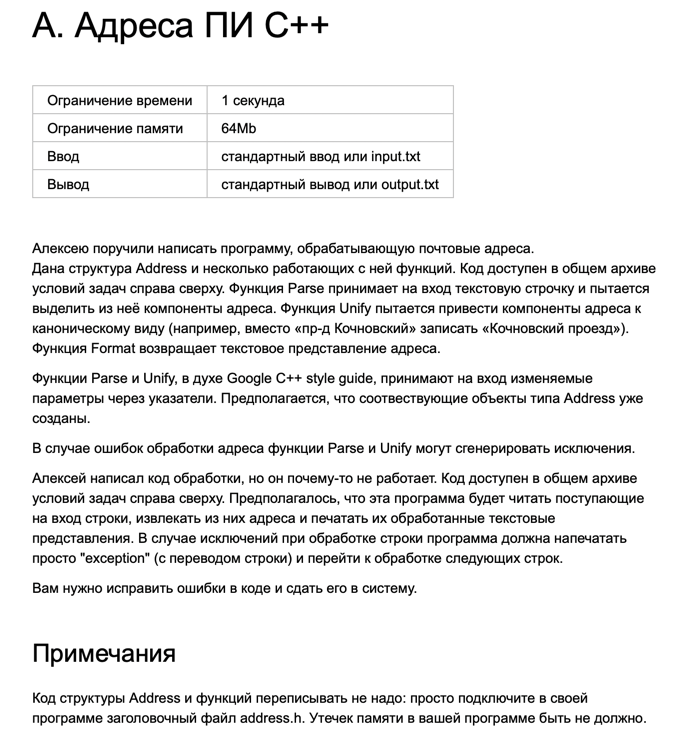 А. Адреса ПИ C++
Ограничение времени 1 секунда
Ограничение памяти 64Mb
Ввод стандартный ввод или input.txt
Вывод стандартный вывод или output.txt
Алексею поручили написать программу, обрабатывающую почтовые адреса.
Дана структура Address и несколько работающих с ней функций. Код доступен в общем архиве
условий задач справа сверху. Функция Parse принимает на вход текстовую строчку и пытается
выделить из неё компоненты адреса. Функция Unify пытается привести компоненты адреса к
каноническому виду (например, вместо «пр-д Кочновский» записать «Кочновский проезд»).
Функция Format возвращает текстовое представление адреса.
Функции Parse и Unify, в духе Google C++ style guide, принимают на вход изменяемые
параметры через указатели. Предполагается, что соотвествующие объекты типа Address уже
созданы.
В случае ошибок обработки адреса функции Parse и Unify могут сгенерировать исключения.
Алексей написал код обработки, но он почему-то не работает. Код доступен в общем архиве
условий задач справа сверху. Предполагалось, что эта программа будет читать поступающие
на вход строки, извлекать из них адреса и печатать их обработанные текстовые
представления. В случае исключений при обработке строки программа должна напечатать
просто "exception" (с переводом строки) и перейти к обработке следующих строк.
Вам нужно исправить ошибки в коде и сдать его в систему.
Примечания
Код структуры Address и функций переписывать не надо: просто подключите в своей
программе заголовочный файл address.h. Утечек памяти в вашей программе быть не должно.